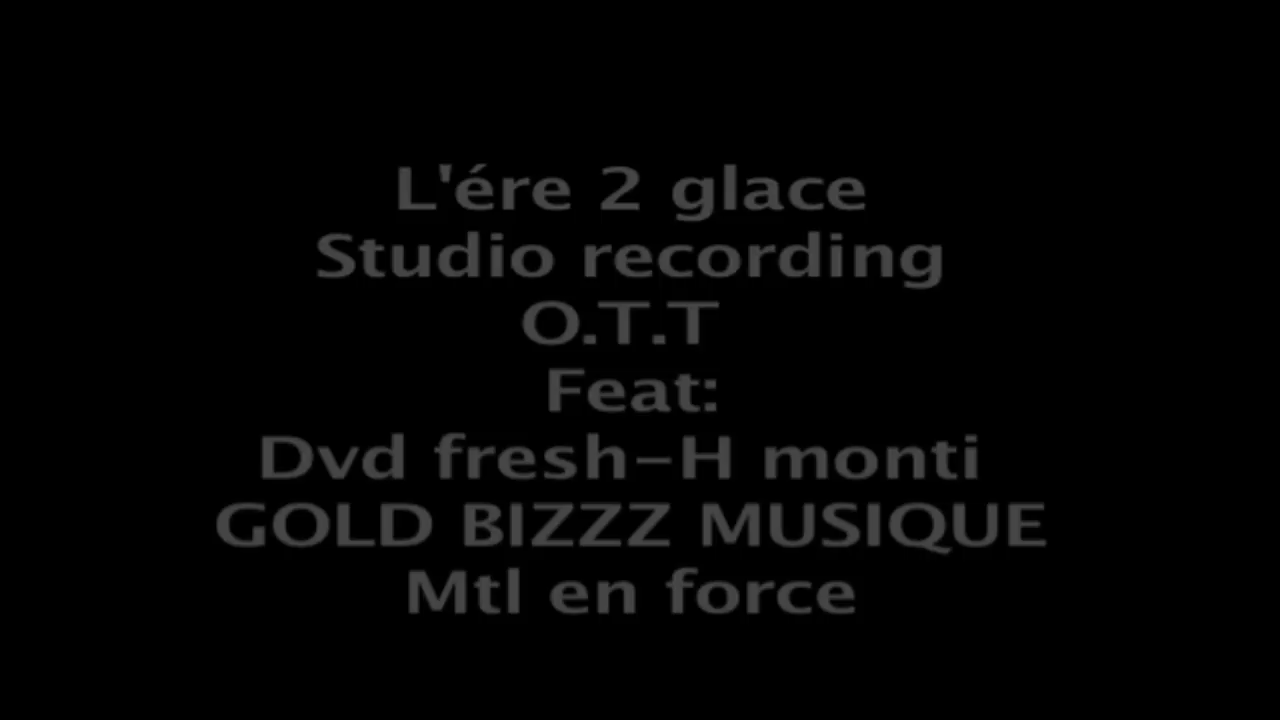 L'ére 2 glace
Studio recording
O.T.T
Feat:
Dvd fresh-H monti
GOLD BIZZZ MUSIQUE
Mtl en force